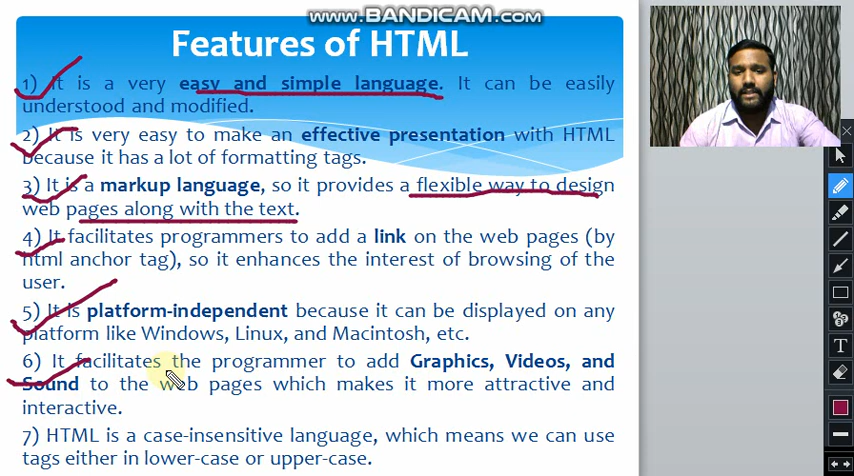 www.BANDICAM.com
Features of HTML
1) It is a very easy and simple language. It can be easily
understood and modified.
2) It is very easy to make an effective presentation with HTML
because it has a lot of formatting tags.
3) It is a markup language, so it provides a flexible way to design
web pages along with the text.
4) It facilitates programmers to add a link on the web pages (by
html anchor tag), so it enhances the interest of browsing of the
user.
5) It is platform-independent because it can be displayed on any
platform like Windows, Linux, and Macintosh, etc.
6) It facilitates the programmer to add Graphics, Videos, and
Sound to the web pages which makes it more attractive and
interactive.
7) HTML is a case-insensitive language, which means we can use
tags either in lower-case or upper-case.
T